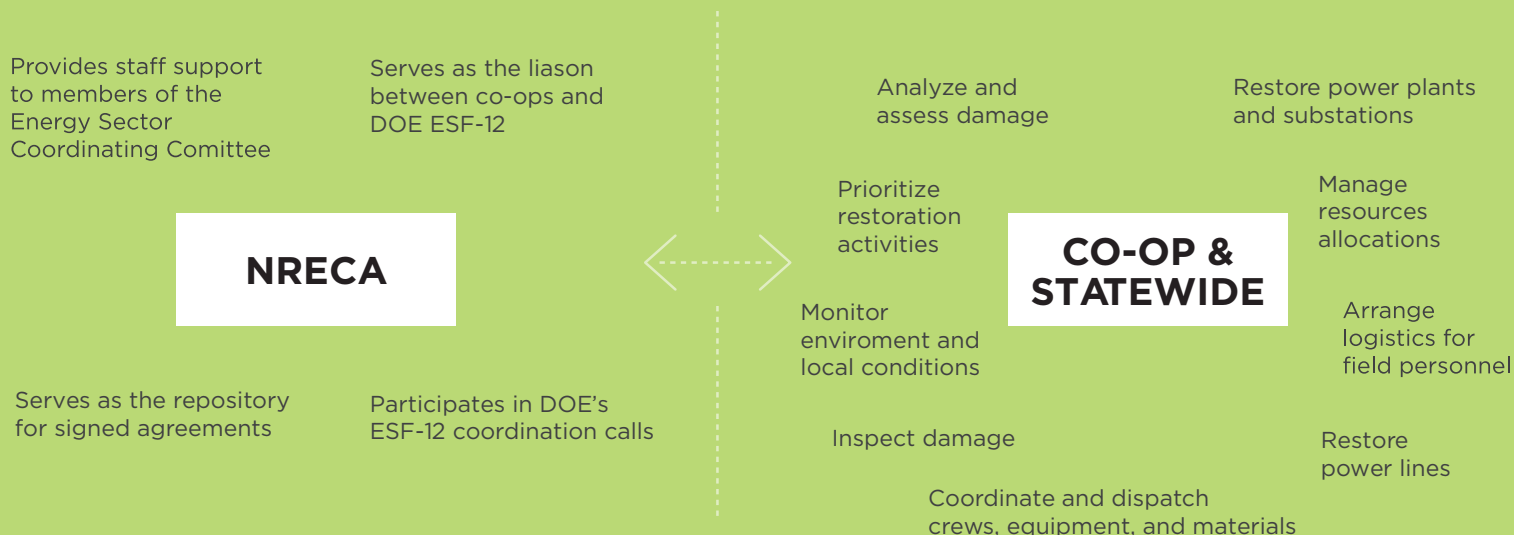 Provides staff support
to members of the
Energy Sector
Coordinating Comittee
Serves as the liason
between co-ops and
DOE ESF-12
NRECA
Serves as the repository
for signed agreements
Participates in DOE’s
ESF-12 coordination calls
Analyze and
assess damage
Restore power plants
and substations
Prioritize
restoration
activities
Manage
resources
allocations
CO-OP &
STATEWIDE
Monitor
enviroment and
local conditions
Arrange
logistics for
field personnel
Inspect damage
Restore
power lines
Coordinate and dispatch
crews, equipment, and materials